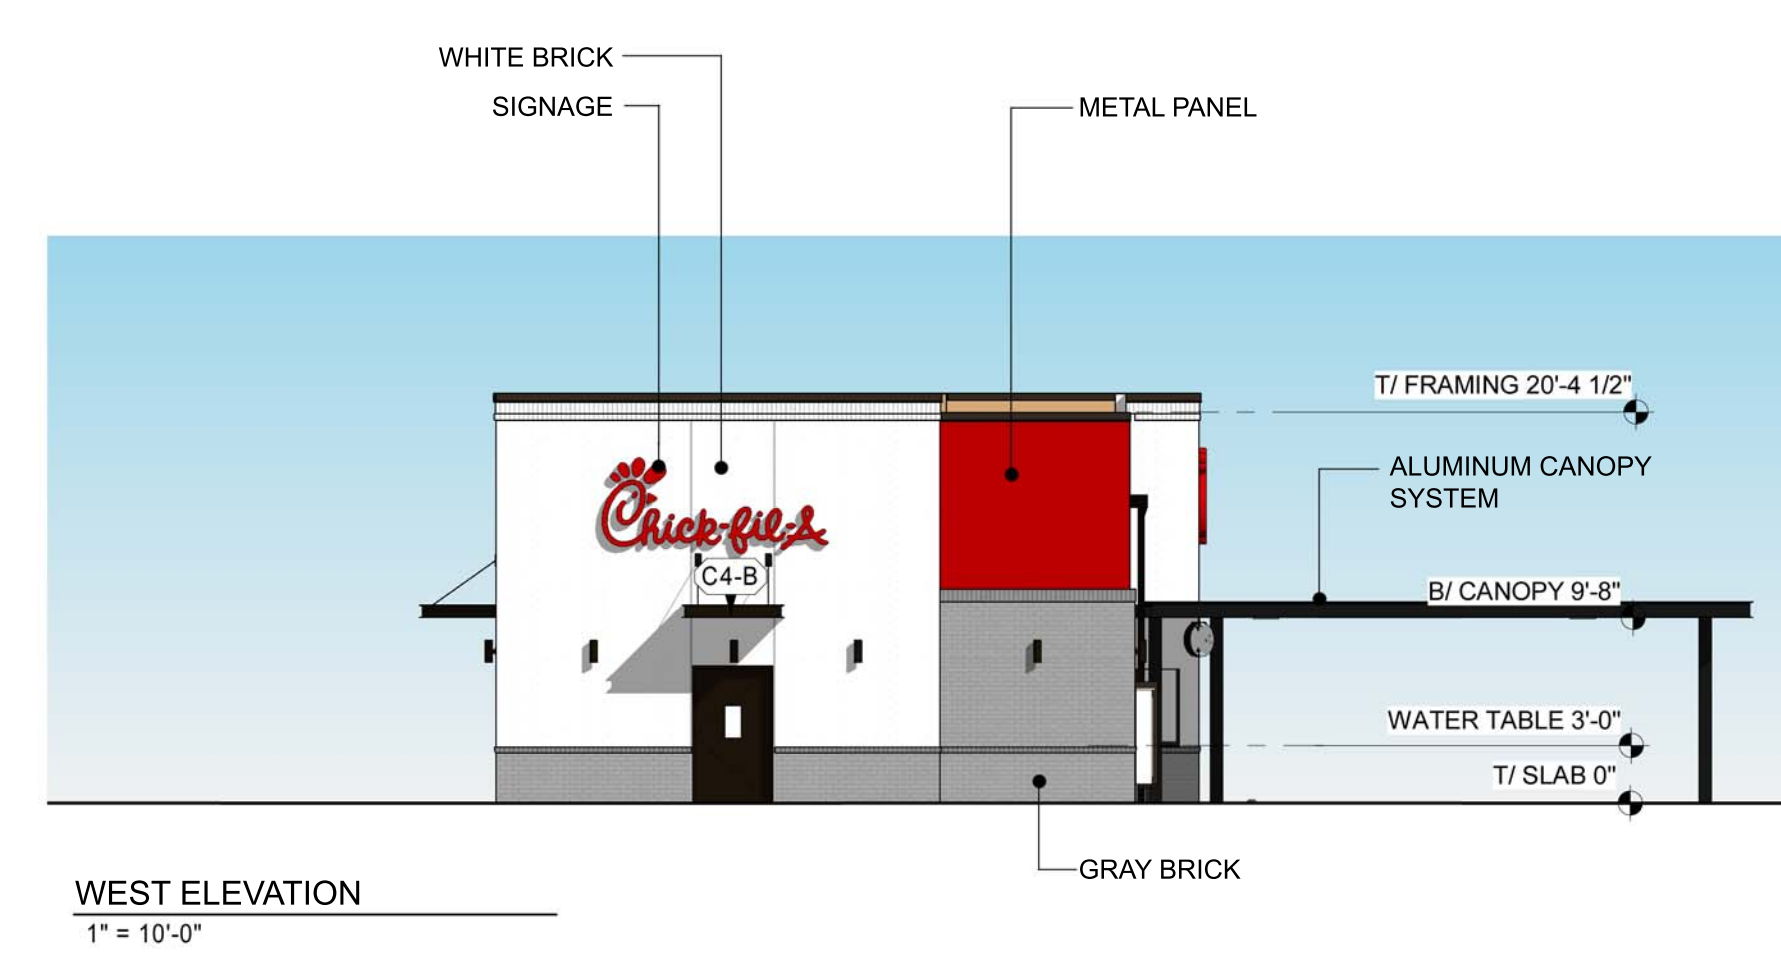 WHITE BRICK
SIGNAGE
METAL PANEL
T/ FRAMING 20'-4 1/2"
ALUMINUM CANOPY
SYSTEM
Chick-fil-A
C4-B
B/ CANOPY 9'-8"
WATER TABLE 3'-0"
T/ SLAB 0"
GRAY BRICK
WEST ELEVATION
1" = 10'-0"